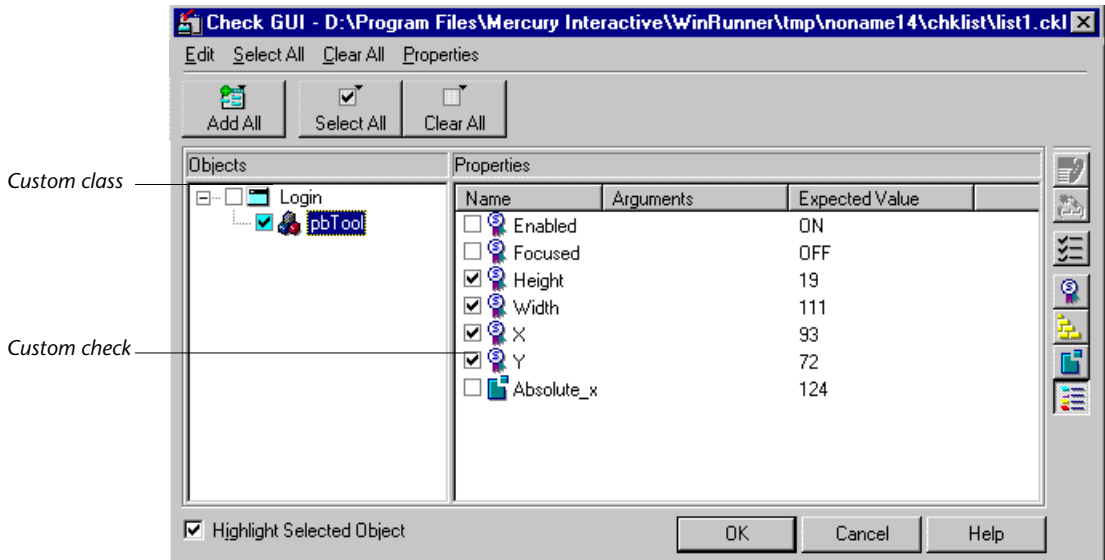 Check GUI - D:\Program Files\Mercury Interactive\WinRunner\tmp\noname14\chklist\list1.ckl
Edit Select All Clear All Properties
Add All Select All Clear All
Objects Properties
Custom class
Login
pbTool
Name Arguments Expected Value
Enabled ON
Focused OFF
Height 19
Width 111
X 93
Custom check
Y 72
Absolute_x 124
Highlight Selected Object
OK Cancel Help